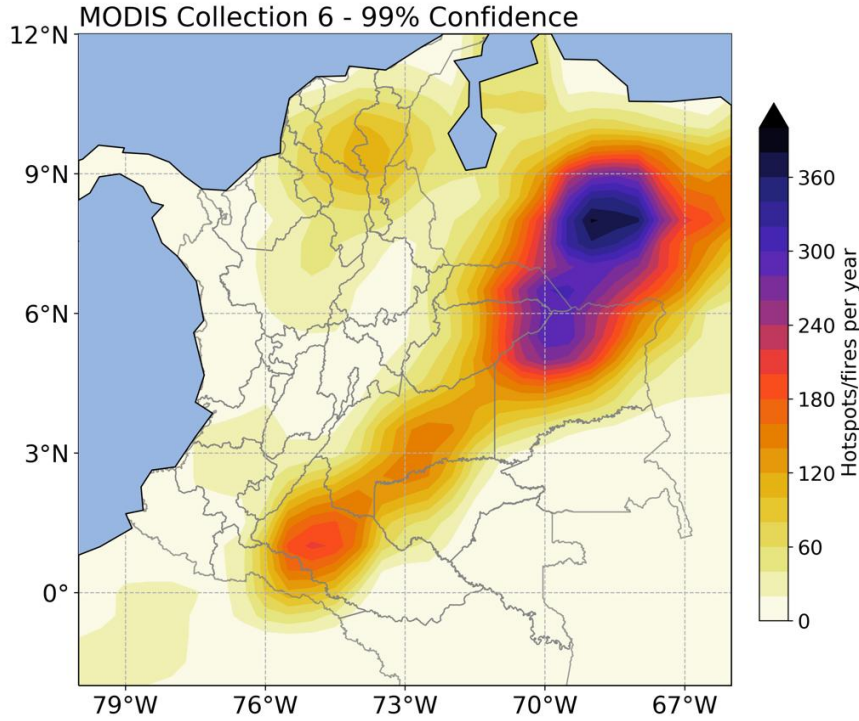 MODIS Collection 6 - 99% Confidence
12°N
9°N
6°N
3°N
0°
79°W 76°W 73°W 70°W 67°W
360
300
240
180
120
60
0
Hotspots/fires per year